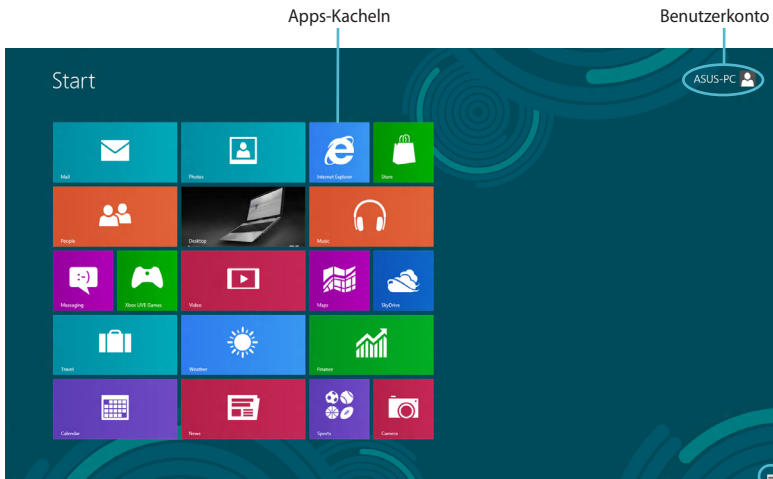 Apps-Kacheln
Benutzerkonto
Start
ASUS-PC
Mail
Photos
Internet Explorer
Store
People
Desktop
Music
Messaging
Xbox LIVE Games
Video
Maps
SkyDrive
Travel
Weather
Finance
Calendar
News
Sports
Camera